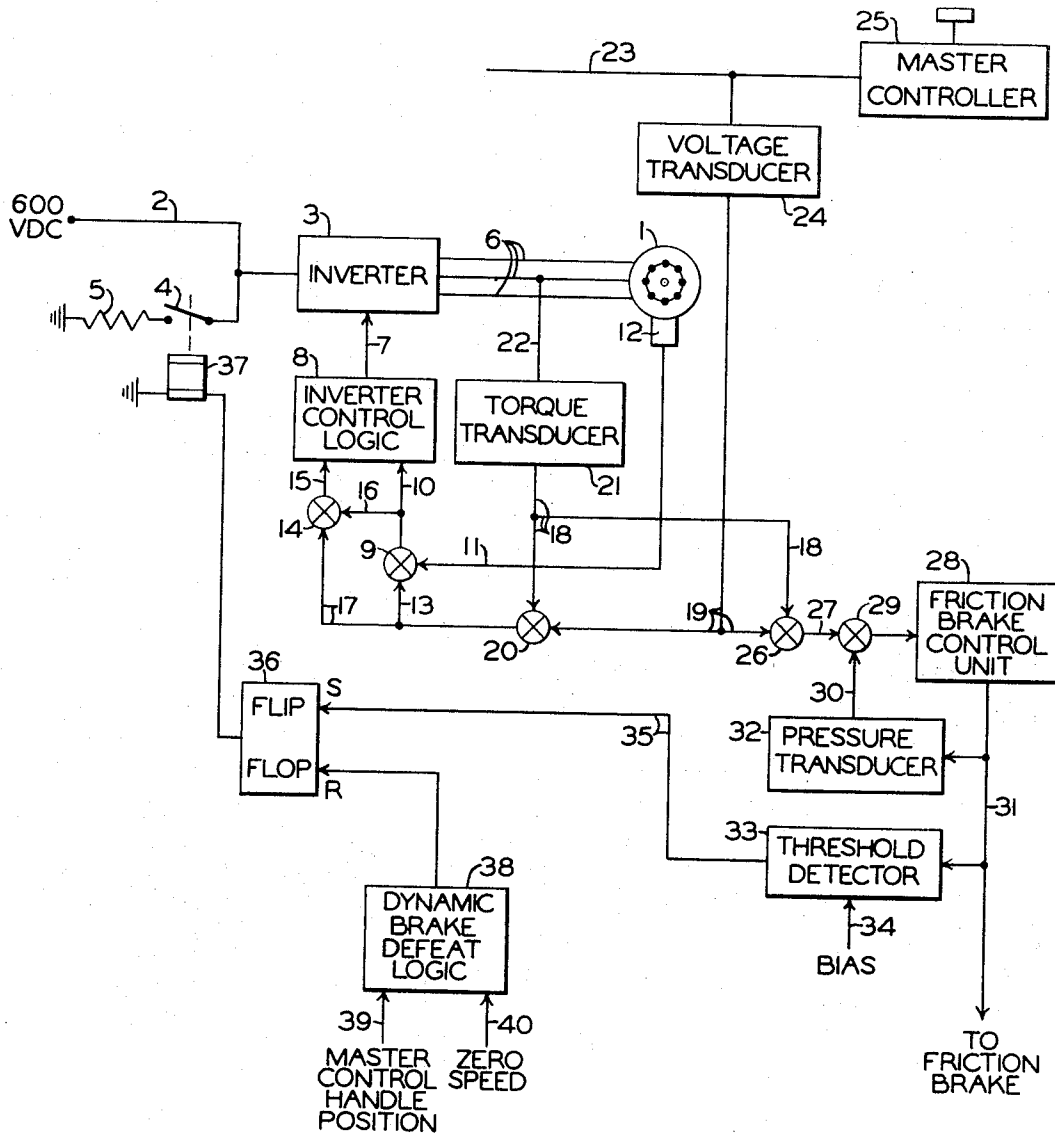 25
MASTER
CONTROLLER
23
VOLTAGE
TRANSDUCER
24
600
VDC
2
3
INVERTER
6
1
5
4
12
37
7
22
8
INVERTER
CONTROL
LOGIC
TORQUE
TRANSDUCER
21
15
16
10
14
18
9
11
18
28
FRICTION
BRAKE
CONTROL
UNIT
17
13
19
27
29
20
26
30
36
FLIP
FLOP
S
R
35
32
PRESSURE
TRANSDUCER
31
33
THRESHOLD
DETECTOR
34
BIAS
38
DYNAMIC
BRAKE
DEFEAT
LOGIC
39
40
MASTER
CONTROL
HANDLE
POSITION
ZERO
SPEED
TO
FRICTION
BRAKE